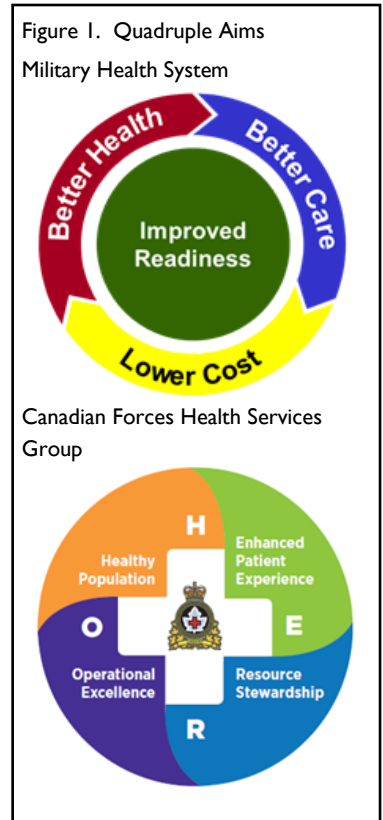 Figure 1.  Quadruple Aims
Military Health System
Better Health
Better Care
Improved
Readiness
Lower Cost
Canadian Forces Health Services
Group
H
Healthy
Population
Enhanced
Patient
Experience
O
E
Operational
Excellence
Resource
Stewardship
R